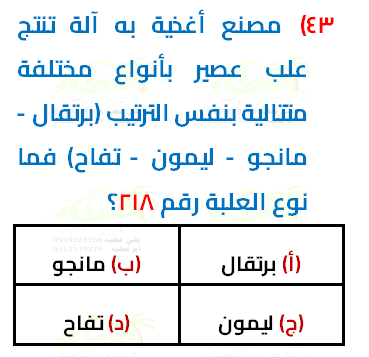 ٤٣) مصنع أغذية به آلة تنتج
علب عصير بأنواع مختلفة
متتالية بنفس الترتيب (برتقال -
مانجو - ليمون - تفاح) فما
نوع العلبة رقم ٢١٨؟
(أ) برتقال (ب) مانجو
(ج) ليمون (د) تفاح